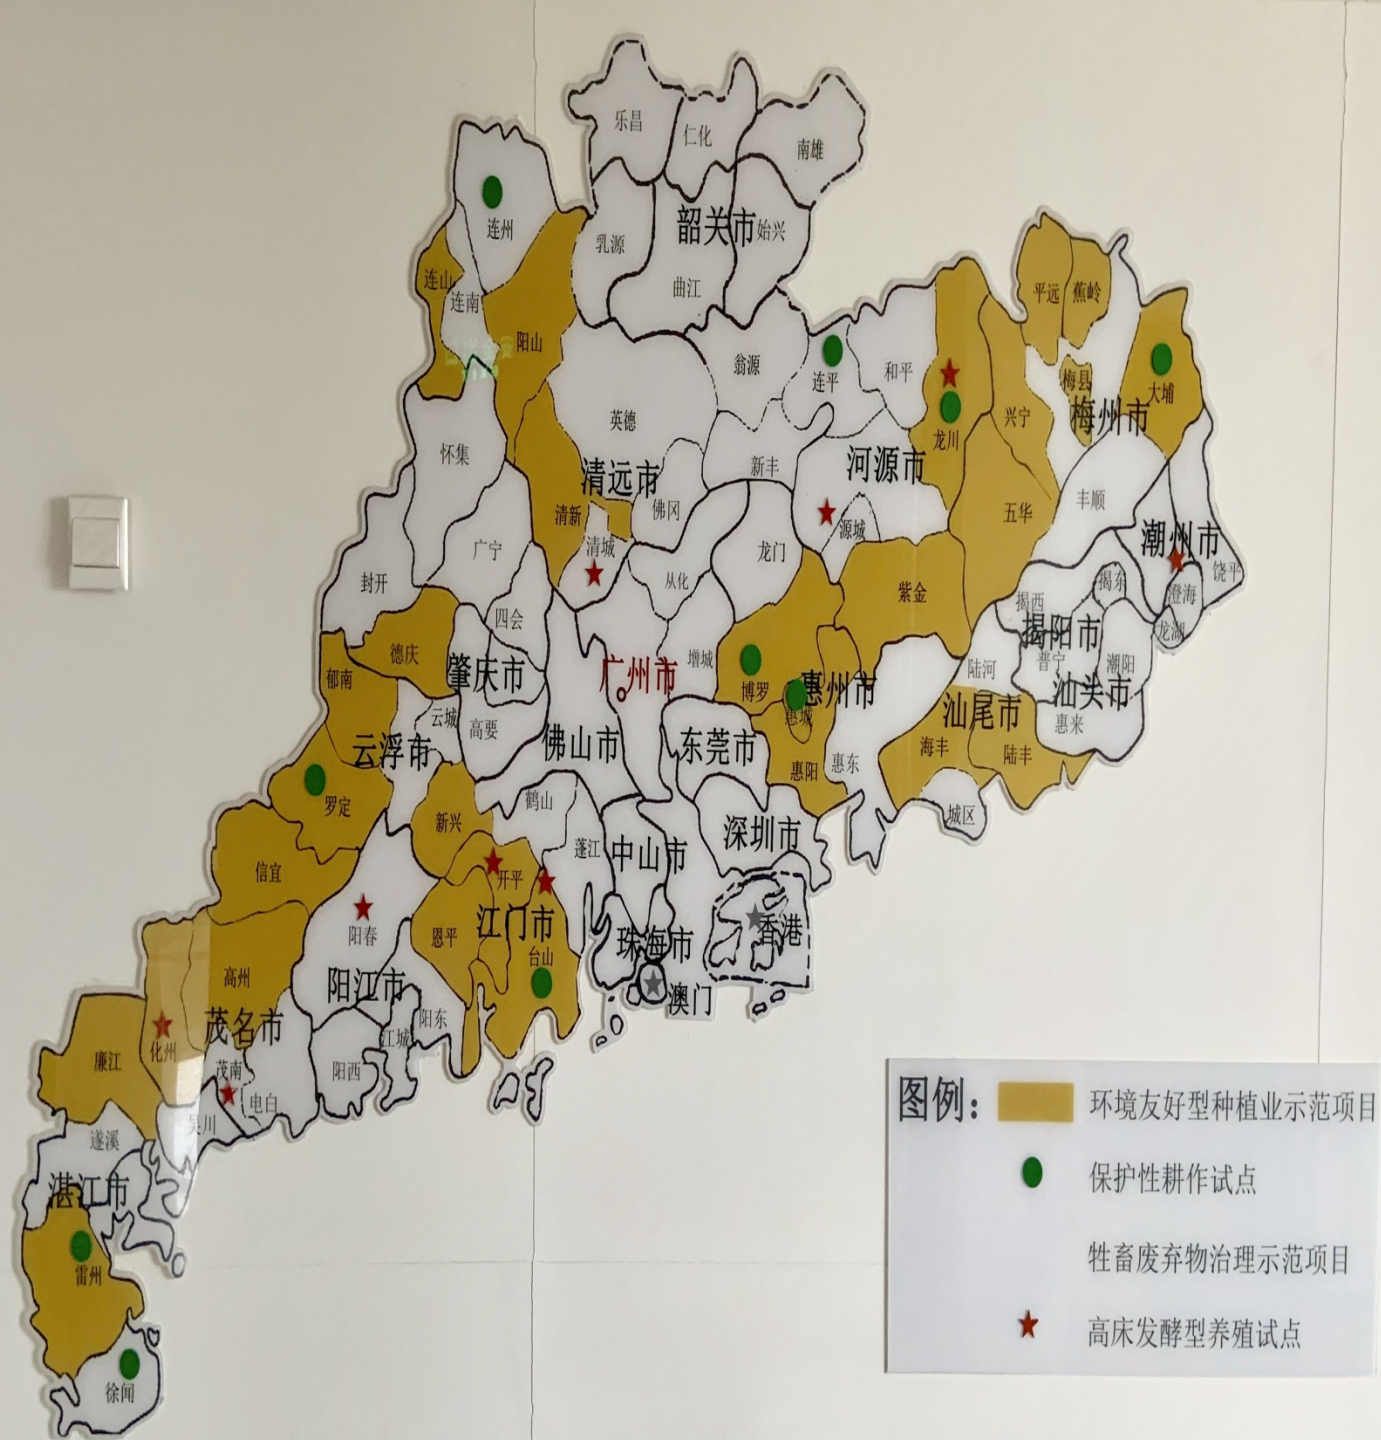 乐昌
仁化
南雄
连州
韶关市
始兴
乳源
连山
连南
曲江
平远
蕉岭
阳山
翁源
连平
和平
梅县
大埔
英德
兴宁
梅州市
龙川
怀集
清远市
新丰
河源市
丰顺
清新
佛冈
五华
源城
潮州市
清城
广宁
龙门
封开
从化
揭东
饶平
紫金
揭西
澄海
四会
揭阳市
龙湖
德庆
增城
普宁
潮阳
郁南
肇庆市
广州市
博罗
惠州市
陆河
汕头市
云城
高要
惠城
汕尾市
惠来
云浮市
佛山市
东莞市
海丰
陆丰
惠阳
惠东
罗定
鹤山
新兴
深圳市
城区
蓬江
中山市
信宜
开平
阳春
恩平
江门市
香港
珠海市
台山
高州
阳江市
澳门
茂名市
阳东
江城
化州
廉江
茂南
阳西
电白
吴川
遂溪
湛江市
雷州
徐闻
图例：
环境友好型种植业示范项目
保护性耕作试点
牲畜废弃物治理示范项目
高床发酵型养殖试点